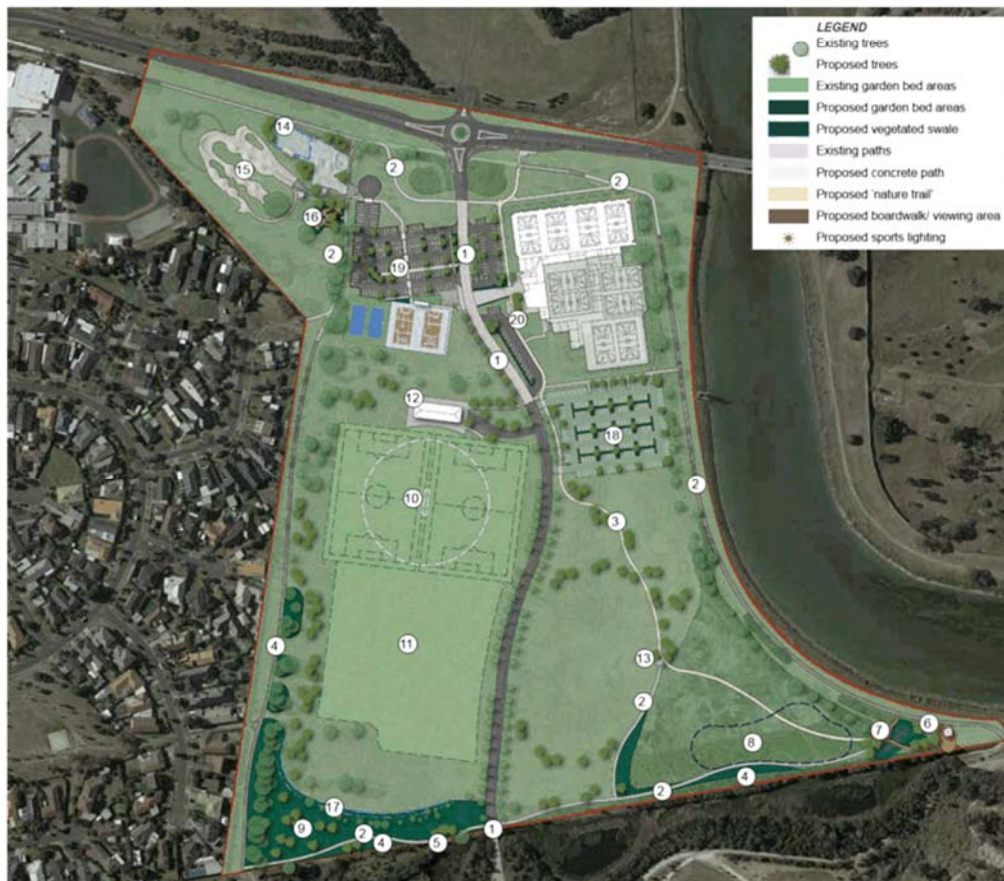 LEGEND
Existing trees
Proposed trees
Existing garden bed areas
Proposed garden bed areas
Proposed vegetated swale
Existing paths
Proposed concrete path
Proposed 'nature trail'
Proposed boardwalk/ viewing area
Proposed sports lighting
14
2
2
15
16
2
1
19
20
1
12
18
10
2
3
4
11
13
2
7
6
8
4
2
17
9
2
4
5
1